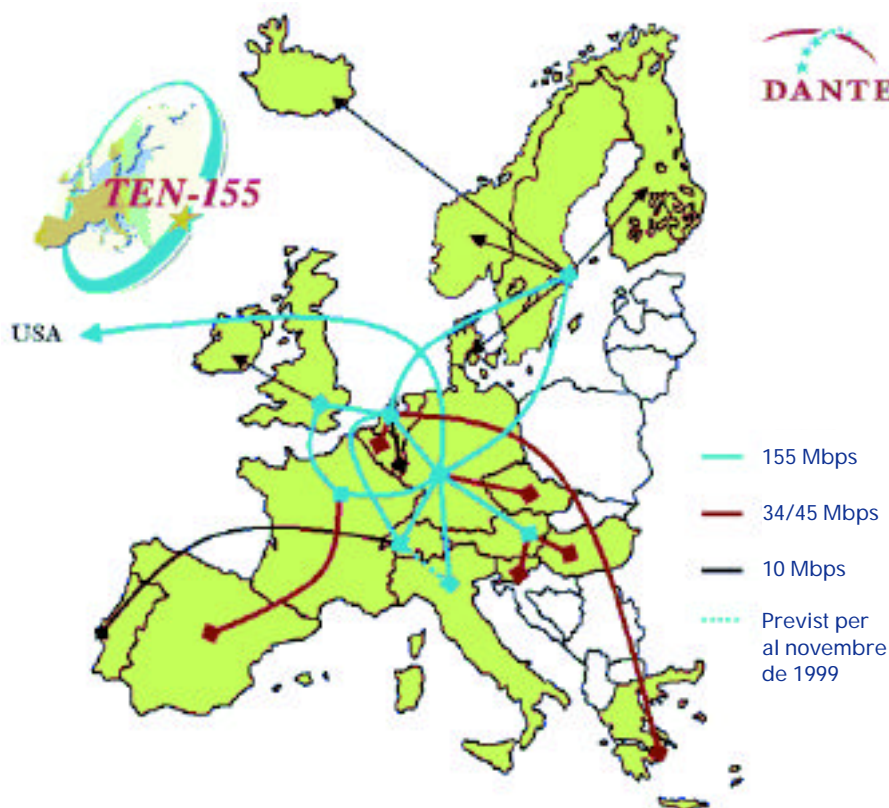 DANTE
TEN-155
USA
155 Mbps
34/45 Mbps
10 Mbps
Previst per
al novembre
de 1999